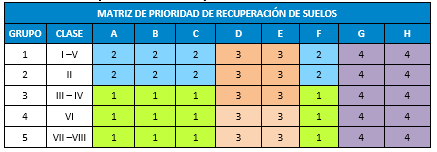 MATRIZ DE PRIORIDAD DE RECUPERACIÓN DE SUELOS
GRUPO CLASE A B C D E F G H
1 I –V 2 2 2 3 3 2 4 4
2 II 2 2 2 3 3 2 4 4
3 III – IV 1 1 1 3 3 1 4 4
4 VI 1 1 1 3 3 1 4 4
5 VII –VIII 1 1 1 3 3 1 4 4